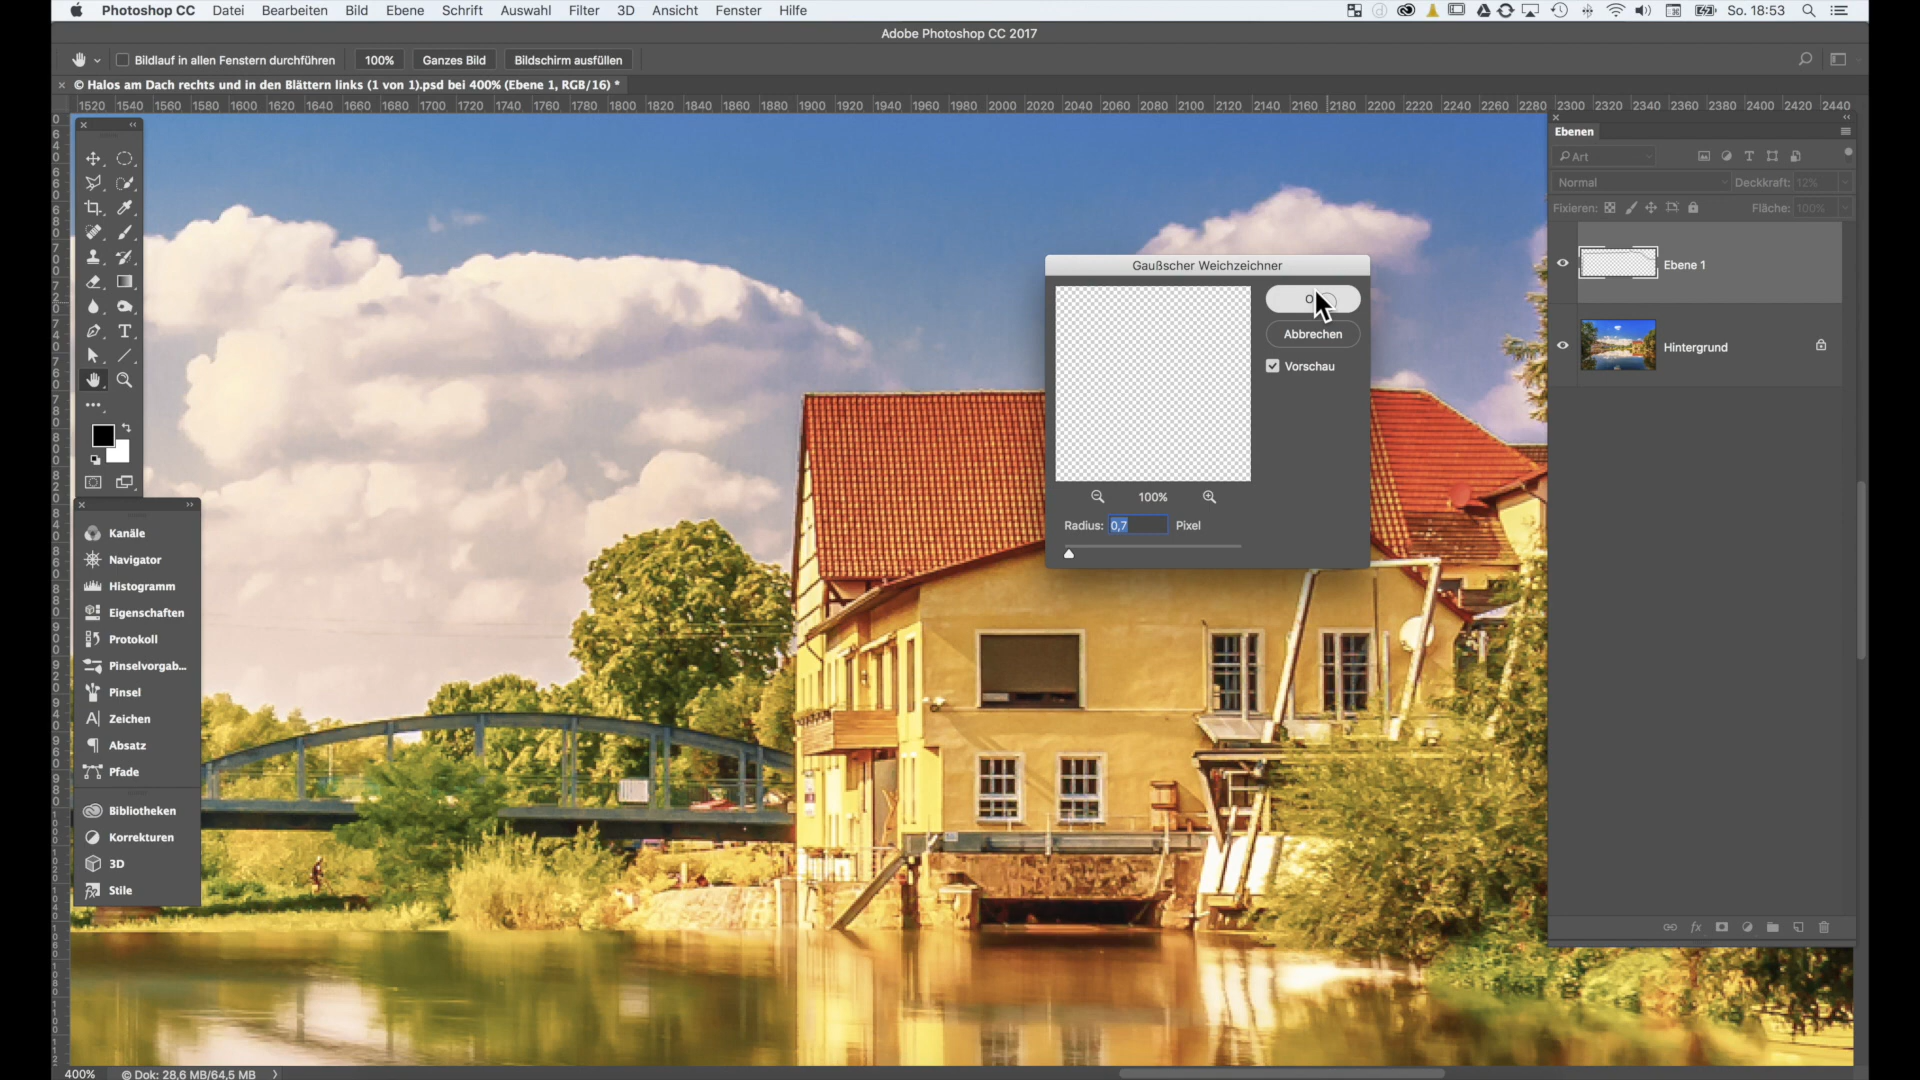 Photoshop CC Datei Bearbeiten Bild Ebene Schrift Auswahl Filter 3D Ansicht Fenster Hilfe So. 18:53
Adobe Photoshop CC 2017
Bildlauf in allen Fenstern durchführen 100% Ganzes Bild Bildschirm ausfüllen
© Halos am Dach rechts und in den Blättern links (1 von 1).psd bei 400% (Ebene 1, RGB/16) *
1520 1540 1560 1580 1600 1620 1640 1660 1680 1700 1720 1740 1760 1780 1800 1820 1840 1860 1880 1900 1920 1940 1960 1980 2000 2020 2040 2060 2080 2100 2120 2140 2160 2180 2200 2220 2240 2260 2280 2300 2320 2340 2360 2380 2400 2420 2440
Ebenen
Art
Normal Deckkraft: 12%
Fixieren: Fläche: 100%
Ebene 1
Hintergrund
Gaußscher Weichzeichner
Abbrechen
Vorschau
100%
Radius: 0,7 Pixel
Kanäle
Navigator
Histogramm
Eigenschaften
Protokoll
Pinselvorgab...
Pinsel
Zeichen
Absatz
Pfade
Bibliotheken
Korrekturen
3D
Stile
400% © Dok: 28,6 MB/64,5 MB